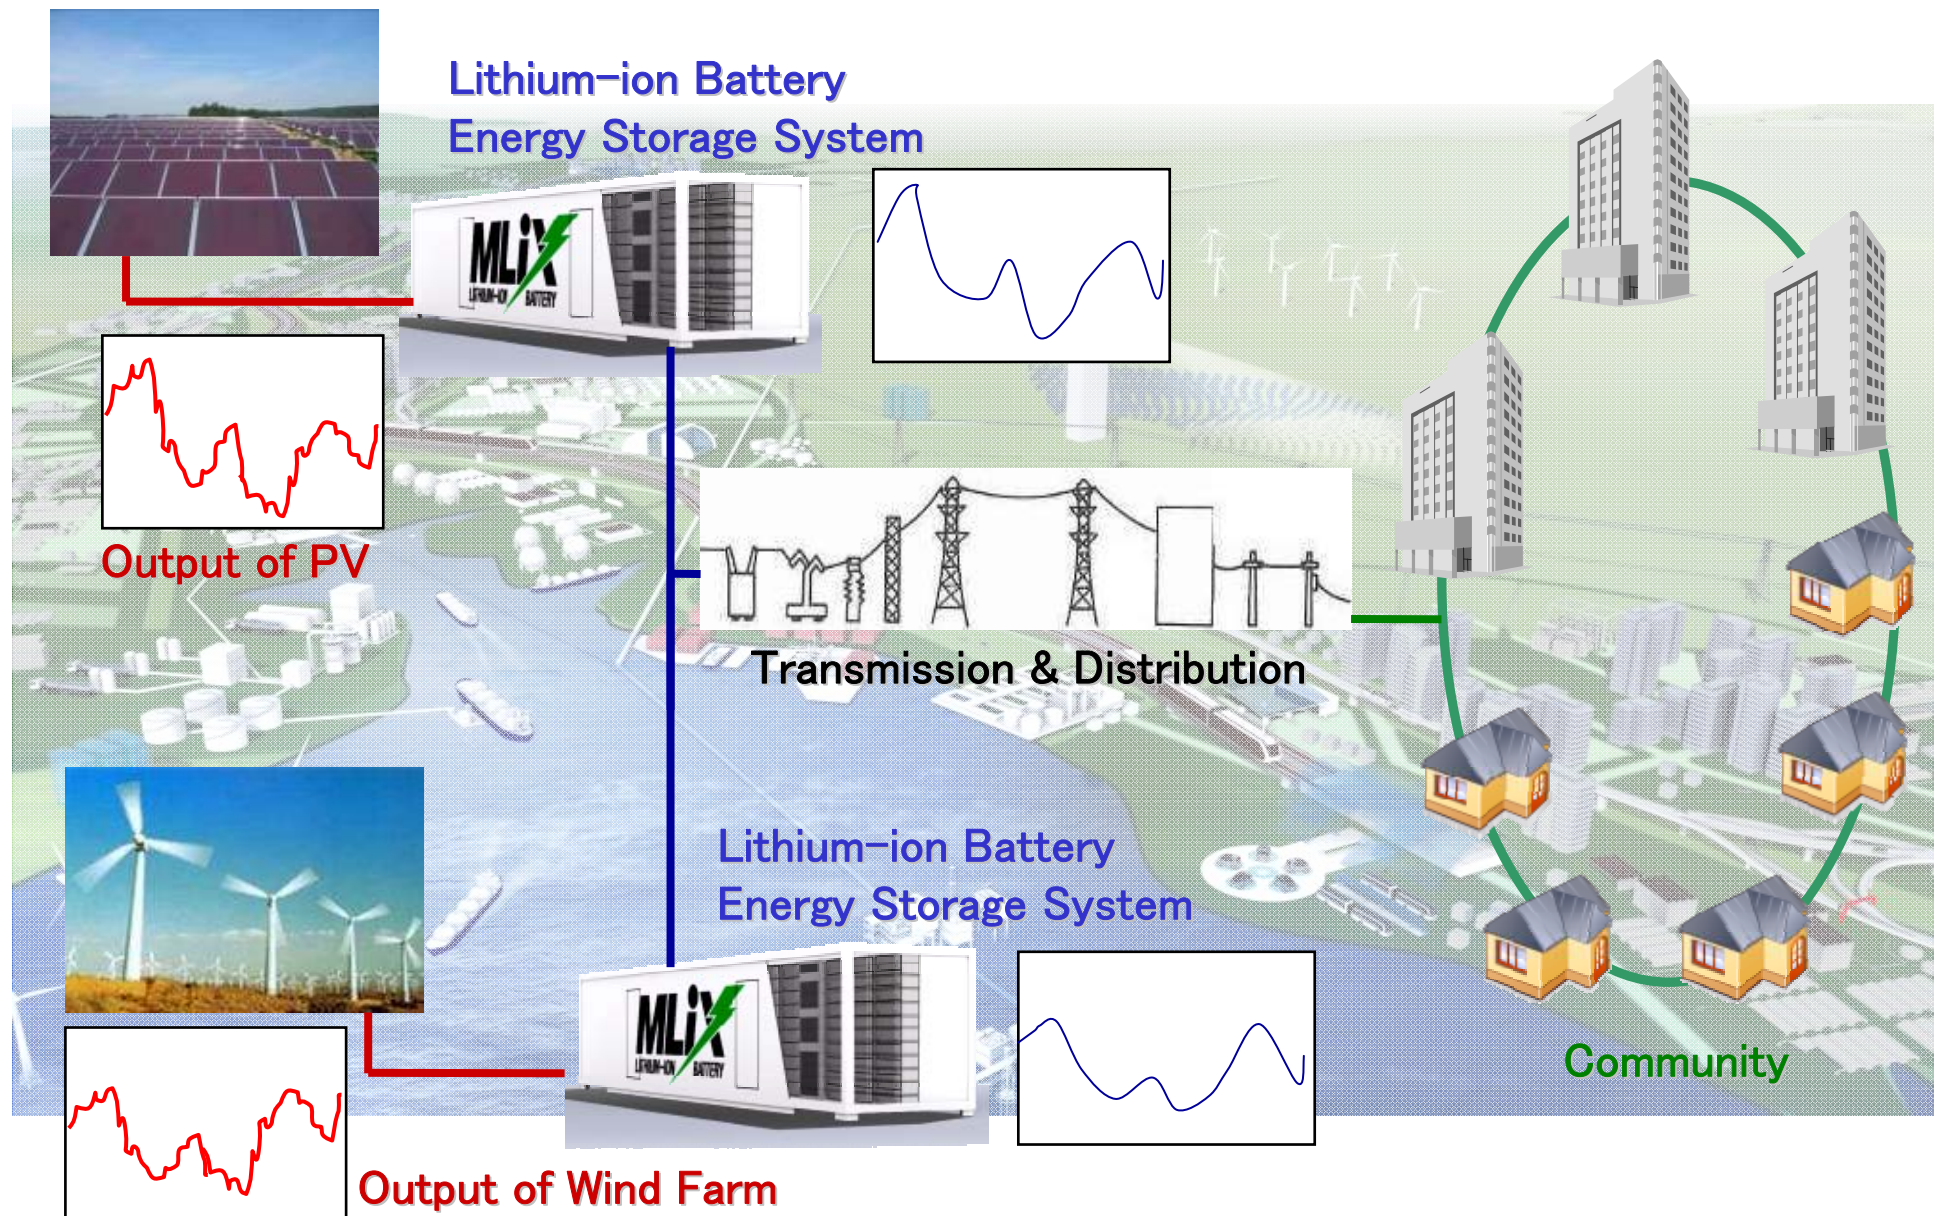 Lithium-ion Battery
Energy Storage System
MLiX
LITHIUM-ION BATTERY
Output of PV
Transmission & Distribution
Lithium-ion Battery
Energy Storage System
MLiX
LITHIUM-ION BATTERY
Community
Output of Wind Farm